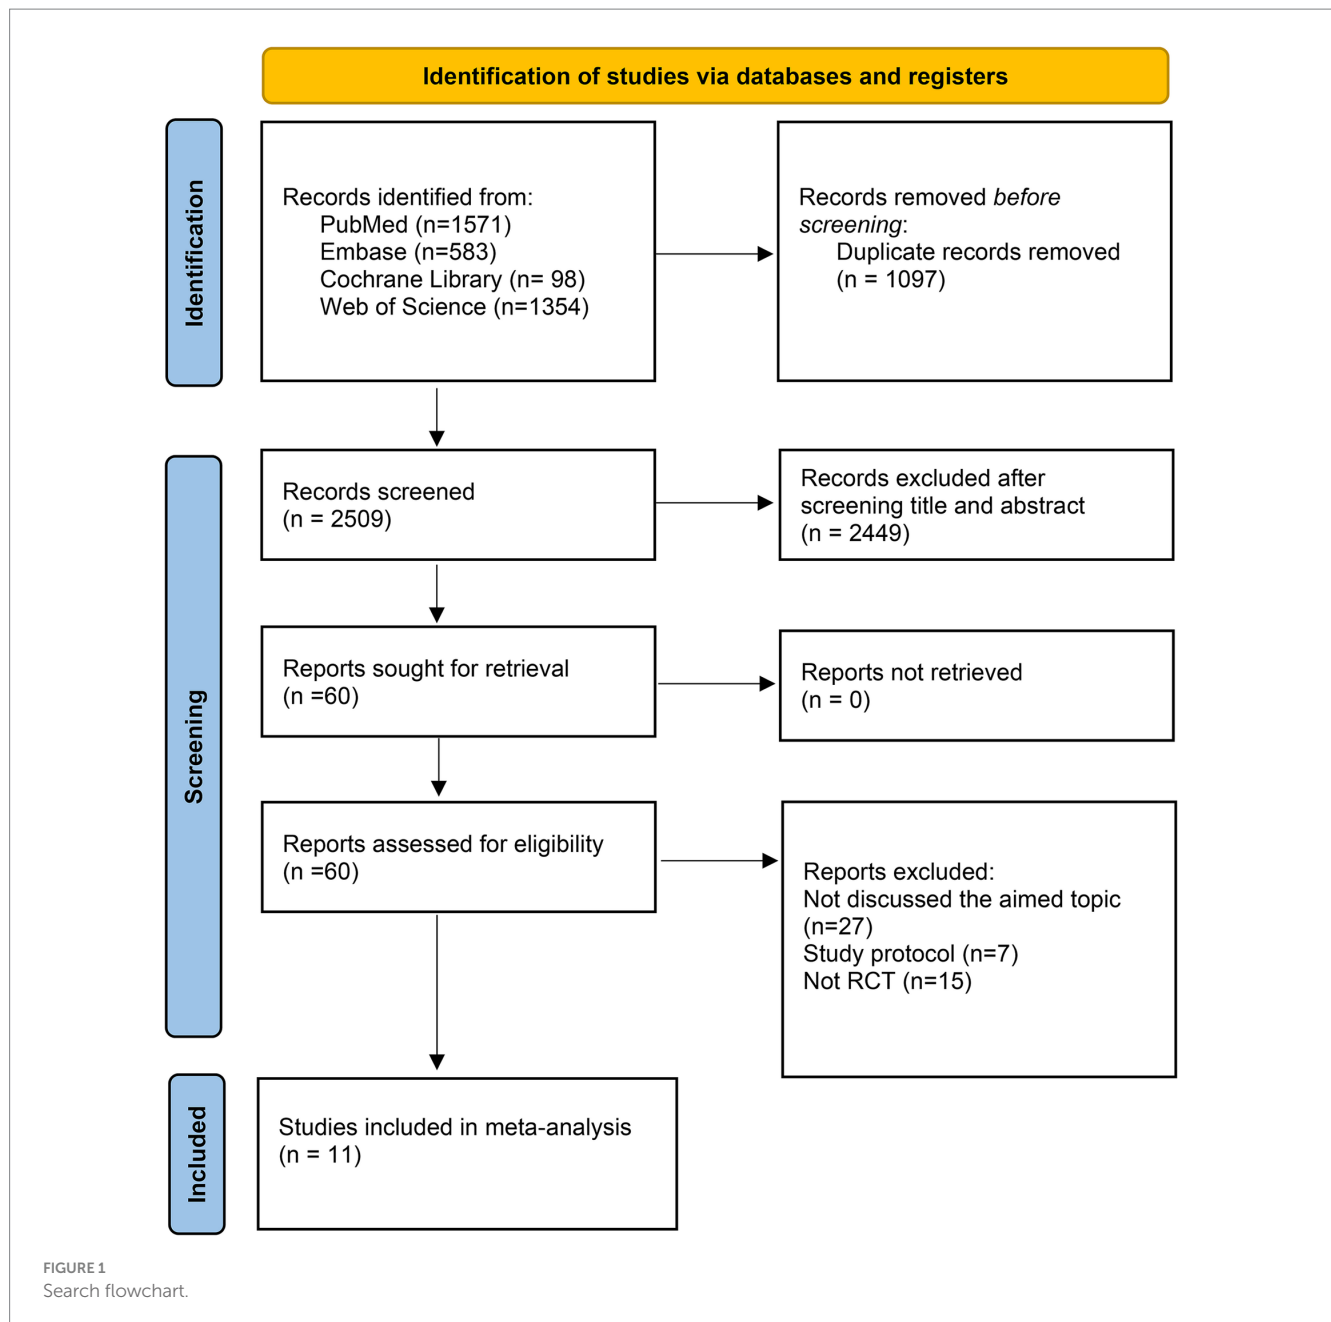 Identification of studies via databases and registers
Identification
Records identified from:
PubMed (n=1571)
Embase (n=583)
Cochrane Library (n= 98)
Web of Science (n=1354)
Records removed before
screening:
Duplicate records removed
(n = 1097)
Screening
Records screened
(n = 2509)
Records excluded after
screening title and abstract
(n = 2449)
Reports sought for retrieval
(n =60)
Reports not retrieved
(n = 0)
Reports assessed for eligibility
(n =60)
Reports excluded:
Not discussed the aimed topic
(n=27)
Study protocol (n=7)
Not RCT (n=15)
Included
Studies included in meta-analysis
(n = 11)
FIGURE 1
Search flowchart.